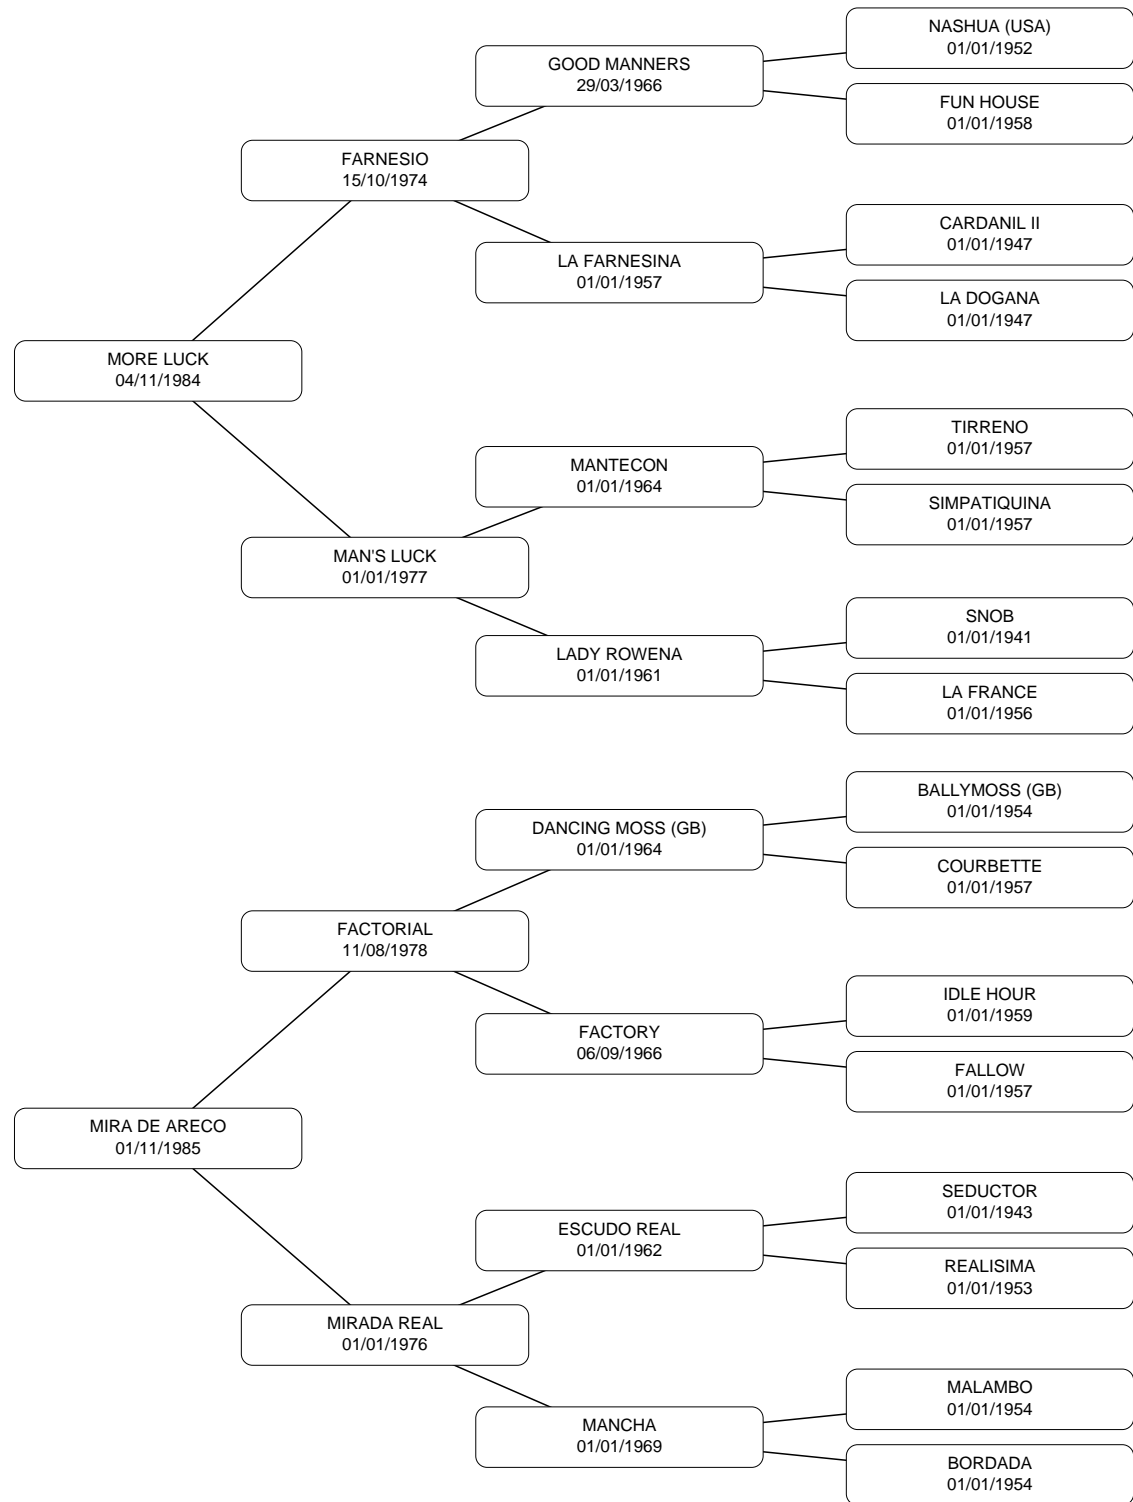 NASHUA (USA)
01/01/1952
GOOD MANNERS
29/03/1966
FUN HOUSE
01/01/1958
FARNESIO
15/10/1974
CARDANIL II
01/01/1947
LA FARNESINA
01/01/1957
LA DOGANA
01/01/1947
MORE LUCK
04/11/1984
TIRRENO
01/01/1957
MANTECON
01/01/1964
SIMPATIQUINA
01/01/1957
MAN'S LUCK
01/01/1977
SNOB
01/01/1941
LADY ROWENA
01/01/1961
LA FRANCE
01/01/1956
BALLYMOSS (GB)
01/01/1954
DANCING MOSS (GB)
01/01/1964
COURBETTE
01/01/1957
FACTORIAL
11/08/1978
IDLE HOUR
01/01/1959
FACTORY
06/09/1966
FALLOW
01/01/1957
MIRA DE ARECO
01/11/1985
SEDUCTOR
01/01/1943
ESCUDO REAL
01/01/1962
REALISIMA
01/01/1953
MIRADA REAL
01/01/1976
MALAMBO
01/01/1954
MANCHA
01/01/1969
BORDADA
01/01/1954